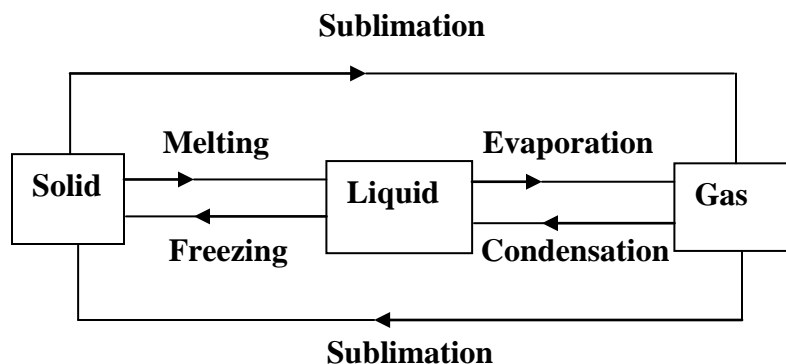 Sublimation
Melting
Evaporation
Solid
Liquid
Gas
Freezing
Condensation
Sublimation